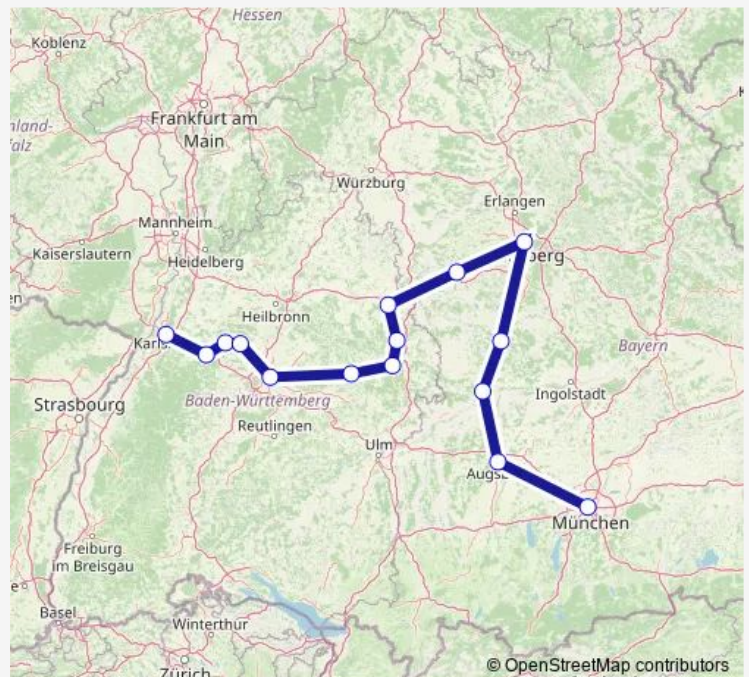 Hessen
Koblenz
Frankfurt am
Main
Würzburg
Erlangen
Mannheim
Kaiserslautern
Heidelberg
Heilbronn
Bayern
Strasbourg
Baden-Württemberg
Ingolstadt
Reutlingen
Ulm
München
Freiburg
im Breisgau
Basel
Winterthur
Zürich
© OpenStreetMap contributors